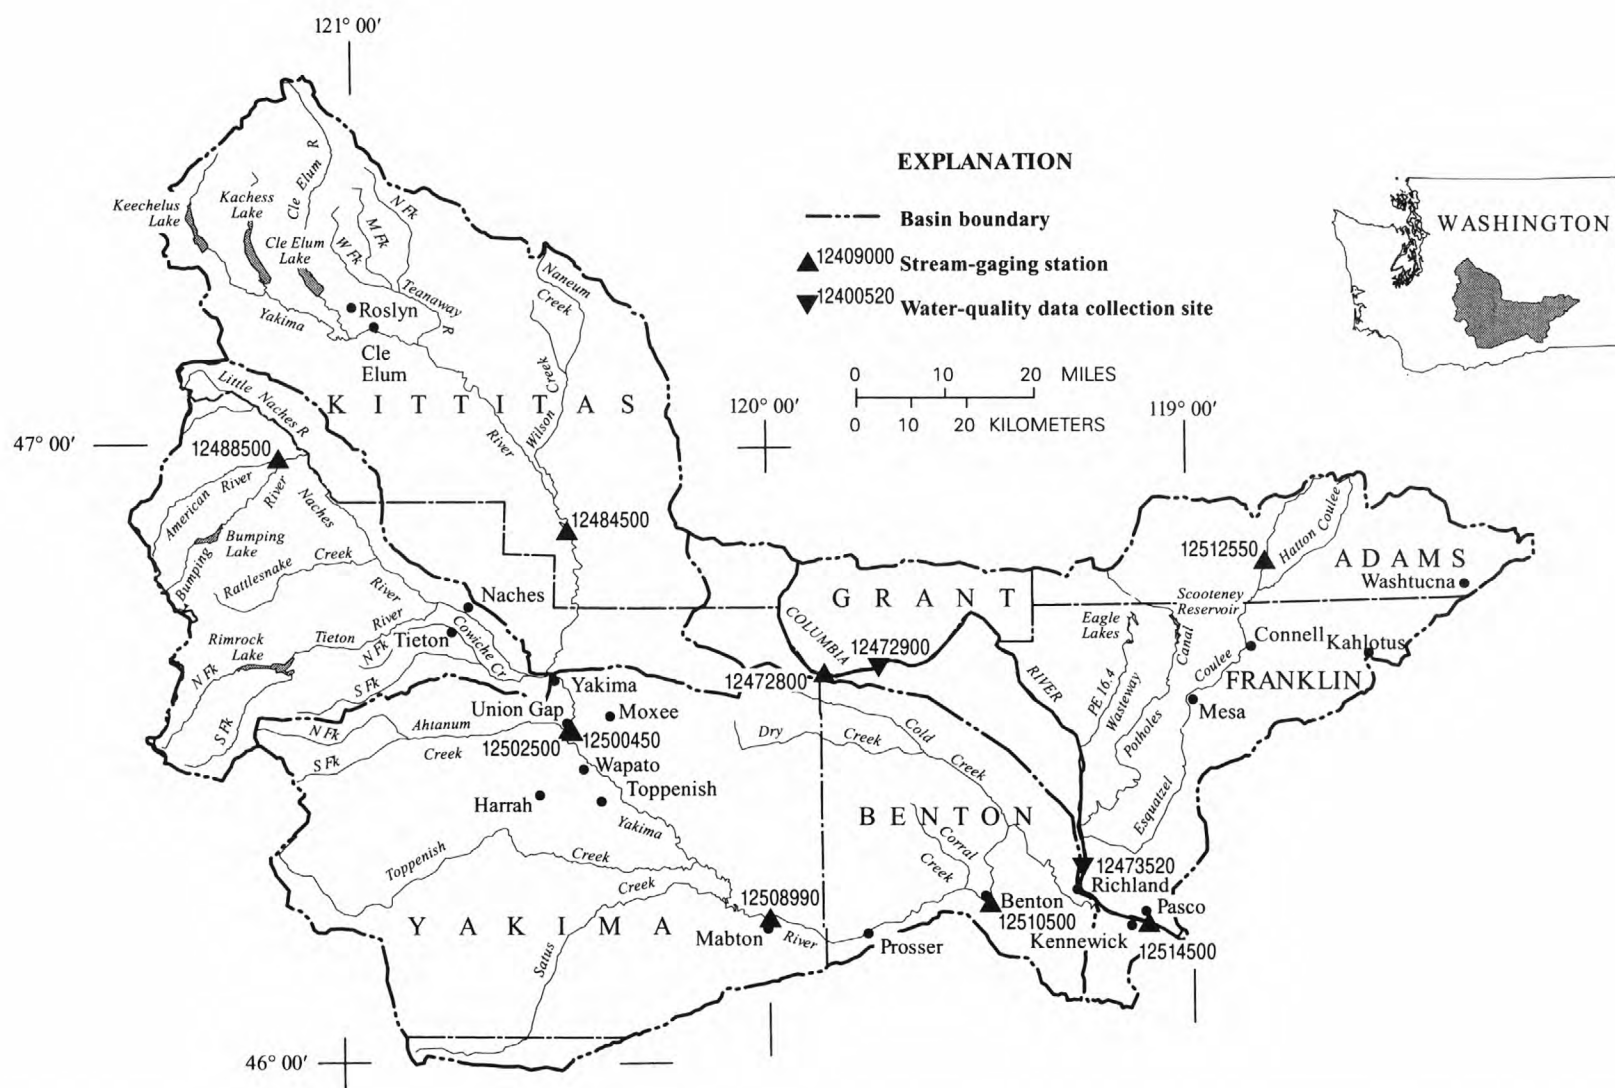 121° 00'
EXPLANATION
Basin boundary
12409000 Stream-gaging station
12400520 Water-quality data collection site
0 10 20 MILES
0 10 20 KILOMETERS
WASHINGTON
Keechelus
Lake
Kachess
Lake
Cle Elum R
Cle Elum
Lake
N Fk
M Fk
W Fk
Teanaway
R
Naneum
Creek
Roslyn
Yakima
Cle
Elum
Wilson Creek
Little Naches R
KITTITAS
River
120° 00'
119° 00'
47° 00'
12488500
American River
Bumping River
Naches
River
Bumping
Lake
Rattlesnake Creek
12484500
12512550
Hatton Coulee
ADAMS
Washtucna
Naches
Cowiche Cr
Tieton
Tieton River
Rimrock
Lake
N Fk
S Fk
N Fk
S Fk
GRANT
COLUMBIA
RIVER
12472900
12472800
Eagle
Lakes
Scooteney
Reservoir
Potholes Canal
PE 16.4
Wasteway
Esquatzel Coulee
Connell
Kahlotus
FRANKLIN
Mesa
Yakima
Union Gap
Moxee
N Fk
Ahtanum
Creek
S Fk
12502500
12500450
Wapato
Toppenish
Harrah
Yakima
Dry Creek
Cold
Creek
BENTON
Corral
Creek
Toppenish Creek
Satus Creek
YAKIMA
12508990
Mabton
River
Prosser
12473520
Richland
Benton
12510500
Pasco
Kennewick
12514500
46° 00'